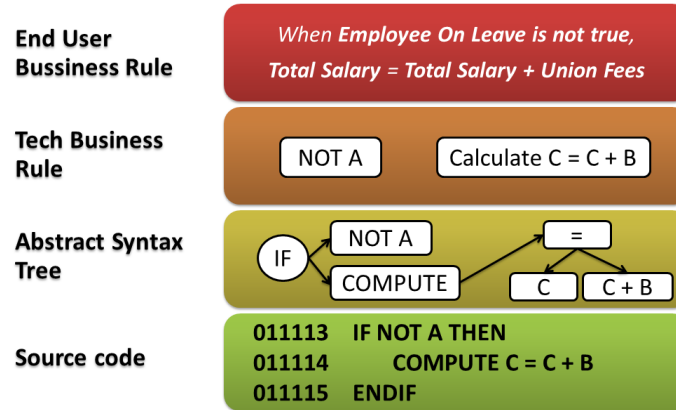 End User
Bussiness Rule
When Employee On Leave is not true,
Total Salary = Total Salary + Union Fees
Tech Business
Rule
NOT A
Calculate C = C + B
Abstract Syntax
Tree
IF
NOT A
COMPUTE
=
C
C + B
Source code
011113 IF NOT A THEN
011114 COMPUTE C = C + B
011115 ENDIF